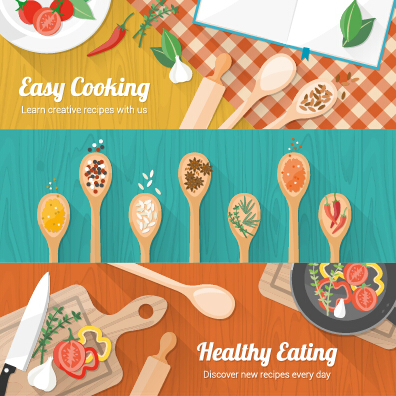 Easy Cooking
Learn creative recipes with us
Healthy Eating
Discover new recipes every day